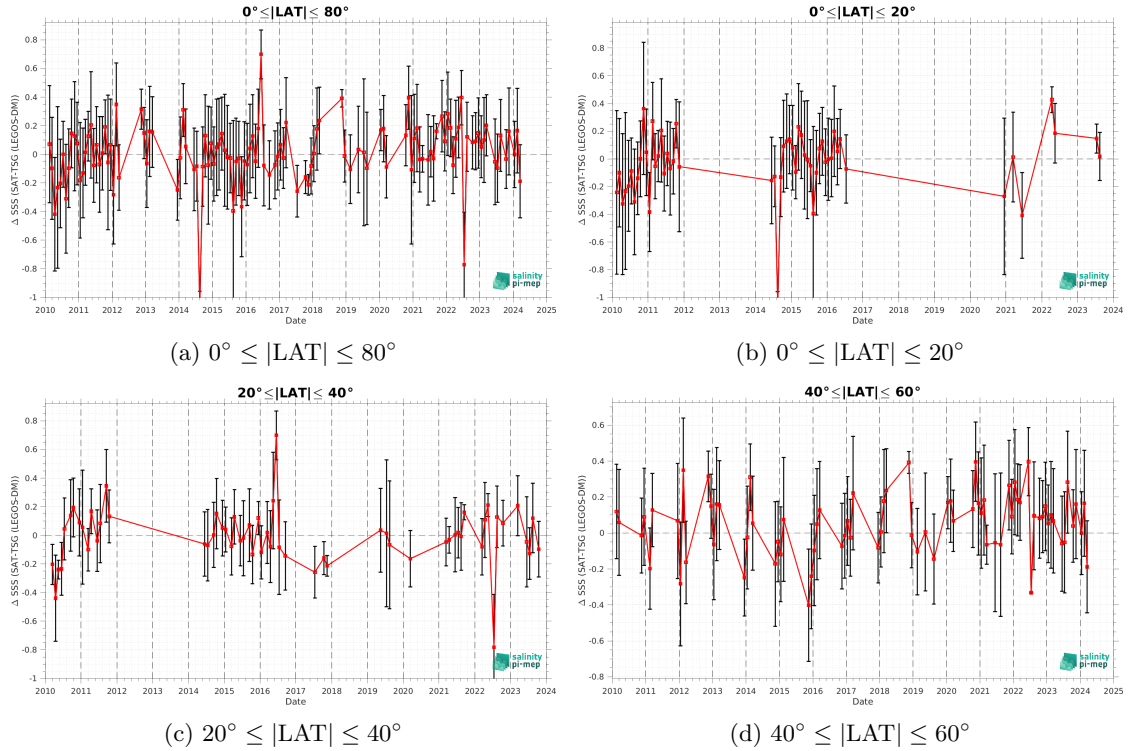 0°≤|LAT|≤ 80°
Δ SSS (SAT-TSG (LEGOS-DM))
0.8
0.6
0.4
0.2
0
-0.2
-0.4
-0.6
-0.8
-1
2010 2011 2012 2013 2014 2015 2016 2017 2018 2019 2020 2021 2022 2023 2024 2025
Date
salinity
pi-mep
(a) 0° ≤ |LAT| ≤ 80°
0°≤|LAT|≤ 20°
Δ SSS (SAT-TSG (LEGOS-DM))
0.8
0.6
0.4
0.2
0
-0.2
-0.4
-0.6
-0.8
-1
2010 2011 2012 2013 2014 2015 2016 2017 2018 2019 2020 2021 2022 2023 2024
Date
salinity
pi-mep
(b) 0° ≤ |LAT| ≤ 20°
20°≤|LAT|≤ 40°
Δ SSS (SAT-TSG (LEGOS-DM))
0.8
0.6
0.4
0.2
0
-0.2
-0.4
-0.6
-0.8
-1
2010 2011 2012 2013 2014 2015 2016 2017 2018 2019 2020 2021 2022 2023 2024
Date
salinity
pi-mep
(c) 20° ≤ |LAT| ≤ 40°
40°≤|LAT|≤ 60°
Δ SSS (SAT-TSG (LEGOS-DM))
0.6
0.4
0.2
0
-0.2
-0.4
-0.6
-0.8
2010 2011 2012 2013 2014 2015 2016 2017 2018 2019 2020 2021 2022 2023 2024 2025
Date
salinity
pi-mep
(d) 40° ≤ |LAT| ≤ 60°